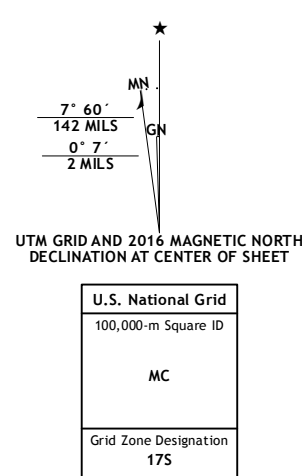 ★
MN
7° 60´
142 MILS
GN
0° 7´
2 MILS
UTM GRID AND 2016 MAGNETIC NORTH
DECLINATION AT CENTER OF SHEET
U.S. National Grid
100,000-m Square ID
MC
Grid Zone Designation
17S